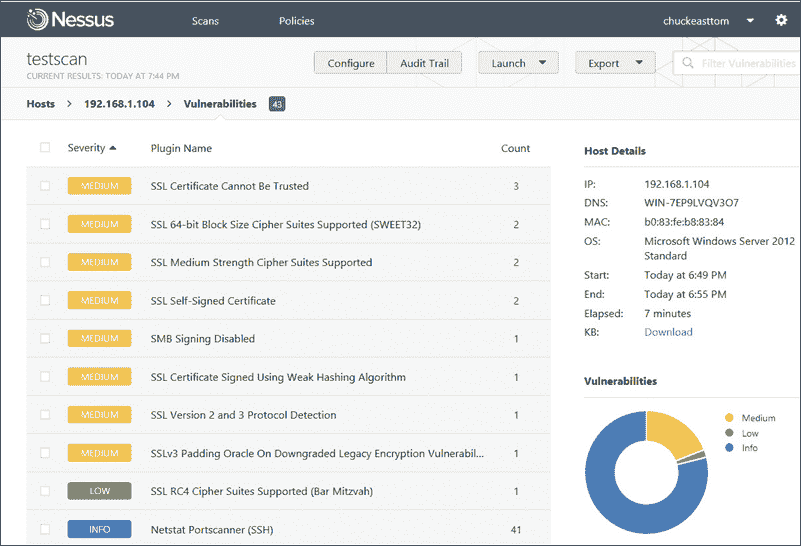 Nessus Scans Policies chuckeasttom
testscan
CURRENT RESULTS: TODAY AT 7:44 PM
Configure Audit Trail Launch Export Filter Vulnerabilities
Hosts > 192.168.1.104 > Vulnerabilities 43
Severity Plugin Name Count
MEDIUM SSL Certificate Cannot Be Trusted 3
MEDIUM SSL 64-bit Block Size Cipher Suites Supported (SWEET32) 2
MEDIUM SSL Medium Strength Cipher Suites Supported 2
MEDIUM SSL Self-Signed Certificate 2
MEDIUM SMB Signing Disabled 1
MEDIUM SSL Certificate Signed Using Weak Hashing Algorithm 1
MEDIUM SSL Version 2 and 3 Protocol Detection 1
MEDIUM SSLv3 Padding Oracle On Downgraded Legacy Encryption Vulnerabil... 1
LOW SSL RC4 Cipher Suites Supported (Bar Mitzvah) 1
INFO Netstat Portscanner (SSH) 41
Host Details
IP: 192.168.1.104
DNS: WIN-7EP9LVQV3O7
MAC: b0:83:fe:b8:83:84
OS: Microsoft Windows Server 2012
Standard
Start: Today at 6:49 PM
End: Today at 6:55 PM
Elapsed: 7 minutes
KB: Download
Vulnerabilities
Medium
Low
Info